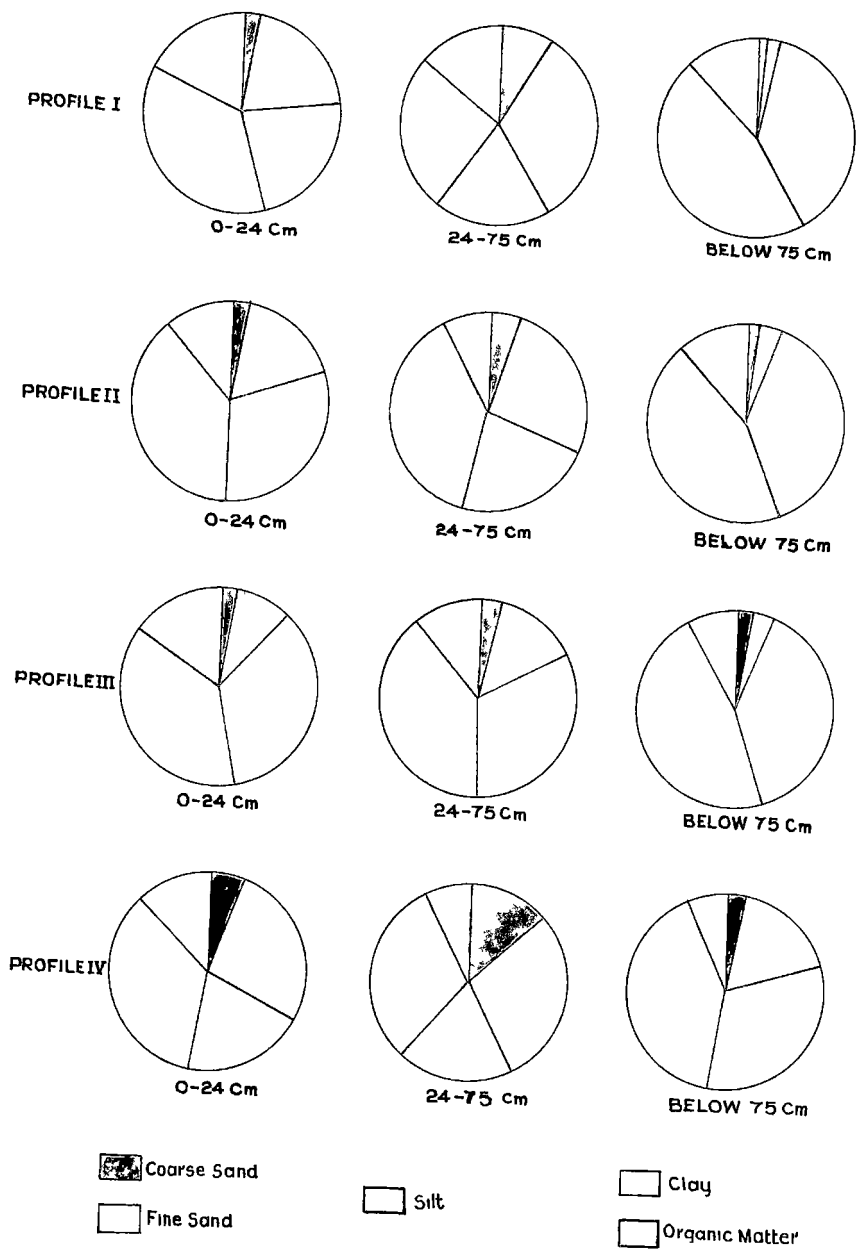 PROFILE I
0-24 Cm
24-75 Cm
BELOW 75 Cm
PROFILE II
0-24 Cm
24-75 Cm
BELOW 75 Cm
PROFILE III
0-24 Cm
24-75 Cm
BELOW 75 Cm
PROFILE IV
0-24 Cm
24-75 Cm
BELOW 75 Cm
Coarse Sand
Fine Sand
Silt
Clay
Organic Matter